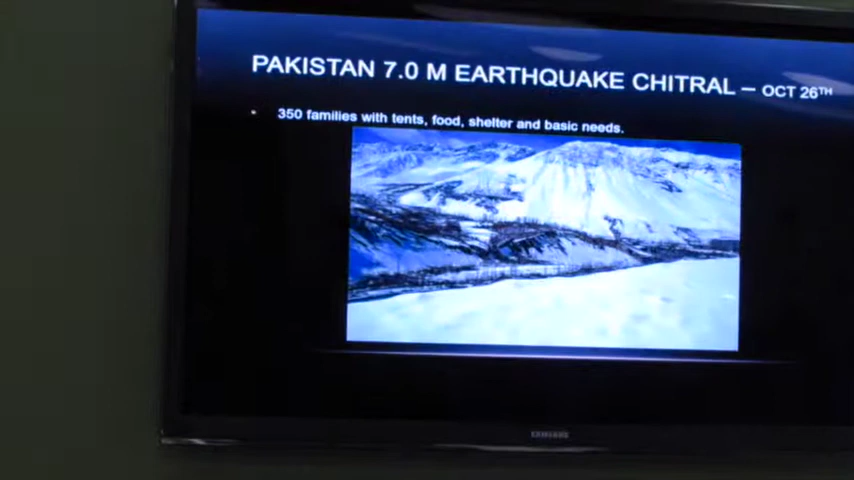 PAKISTAN 7.0 M EARTHQUAKE CHITRAL – OCT 26TH
350 families with tents, food, shelter and basic needs.
SAMSUNG